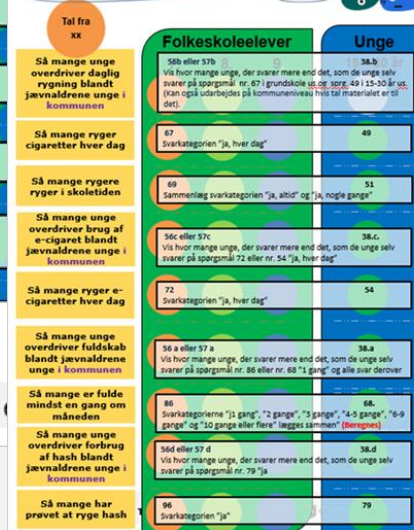 Tal fra
xx
Folkeskoleelever
Unge
Så mange unge
overdriver daglig
rygning blandt
jævnaldrene unge i
kommunen
56b eller 57b
38.b
Vis hvor mange unge, der svarer mere end det, som de unge selv
svarer på spørgsmål nr. 67 i grundskole us og sprg. 49 i 15-30 år us.
(Kan også udarbejdes på kommuneniveau hvis tal materialet er til
det).
Så mange ryger
cigaretter hver dag
67
49
Svarkategorien "ja, hver dag"
Så mange rygere
ryger i skoletiden
69
51
Sammenlæg svarkategorien "ja, altid" og "ja, nogle gange"
Så mange unge
overdriver brug af
e-cigaret blandt
jævnaldrene unge i
kommunen
56c eller 57c
38.c.
Vis hvor mange unge, der svarer mere end det, som de unge selv
svarer på spørgsmål 72 eller nr. 54 "ja, hver dag"
Så mange ryger e-
cigaretter hver dag
72
54
Svarkategorien "ja, hver dag"
Så mange unge
overdriver fuldskab
blandt jævnaldrene
unge i kommunen
56 a eller 57 a
38.a
Vis hvor mange unge, der svarer mere end det, som de unge selv
svarer på spørgsmål nr. 86 eller nr. 68 "1 gang" og alle svar derover
Så mange er fulde
mindst en gang om
måneden
86
68.
Svarkategorierne "j1 gang", "2 gange", "3 gange", "4-5 gange", "6-9
gange" og "10 gange eller flere" lægges sammen" (Beregnes)
Så mange unge
overdriver forbrug
af hash blandt
jævnaldrene unge i
kommunen
56d eller 57 d
38.d
Vis hvor mange unge, der svarer mere end det, som de unge selv
svarer på spørgsmål nr. 79 "ja
Så mange har
prøvet at ryge hash
96
79
Svarkategorien "ja"